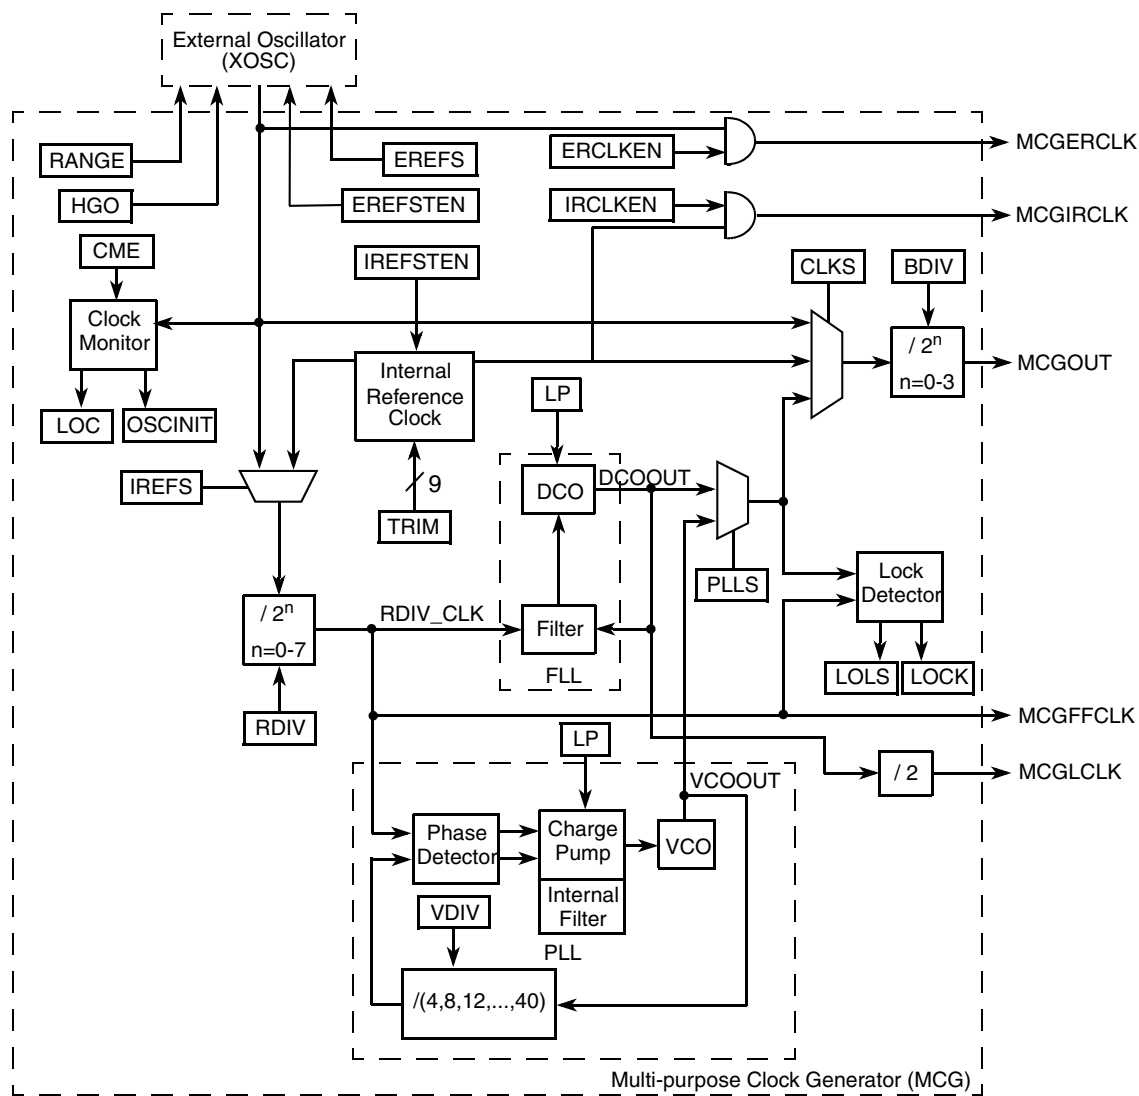 External Oscillator
(XOSC)
RANGE
EREFS
ERCLKEN
MCGERCLK
HGO
EREFSTEN
IRCLKEN
MCGIRCLK
CME
IREFSTEN
CLKS
BDIV
Clock
Monitor
/ 2n
n=0-3
MCGOUT
Internal
Reference
Clock
LP
LOC
OSCINIT
IREFS
9
TRIM
DCO
DCOOUT
PLLS
Lock
Detector
/ 2n
n=0-7
RDIV_CLK
Filter
FLL
LOLS
LOCK
RDIV
MCGFFCLK
LP
/ 2
MCGLCLK
VCOOUT
Phase
Detector
Charge
Pump
VCO
Internal
Filter
VDIV
PLL
/(4,8,12,...,40)
Multi-purpose Clock Generator (MCG)